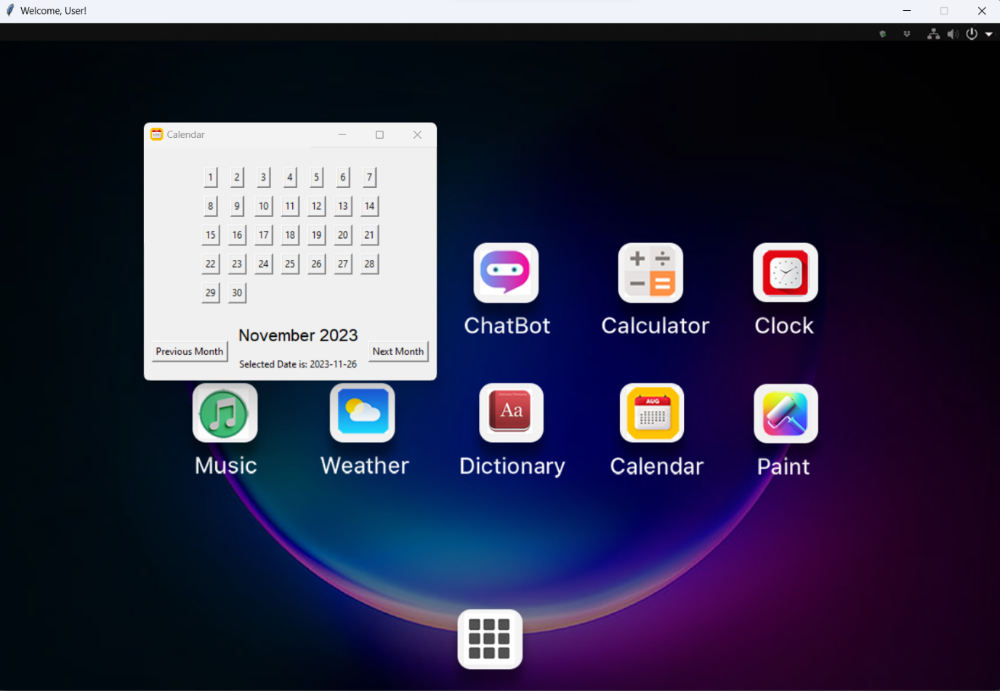 Welcome, User!
Calendar
1 2 3 4 5 6 7
8 9 10 11 12 13 14
15 16 17 18 19 20 21
22 23 24 25 26 27 28
29 30
November 2023
Previous Month
Next Month
Selected Date is: 2023-11-26
ChatBot
Calculator
Clock
Aa
AUG
Music
Weather
Dictionary
Calendar
Paint